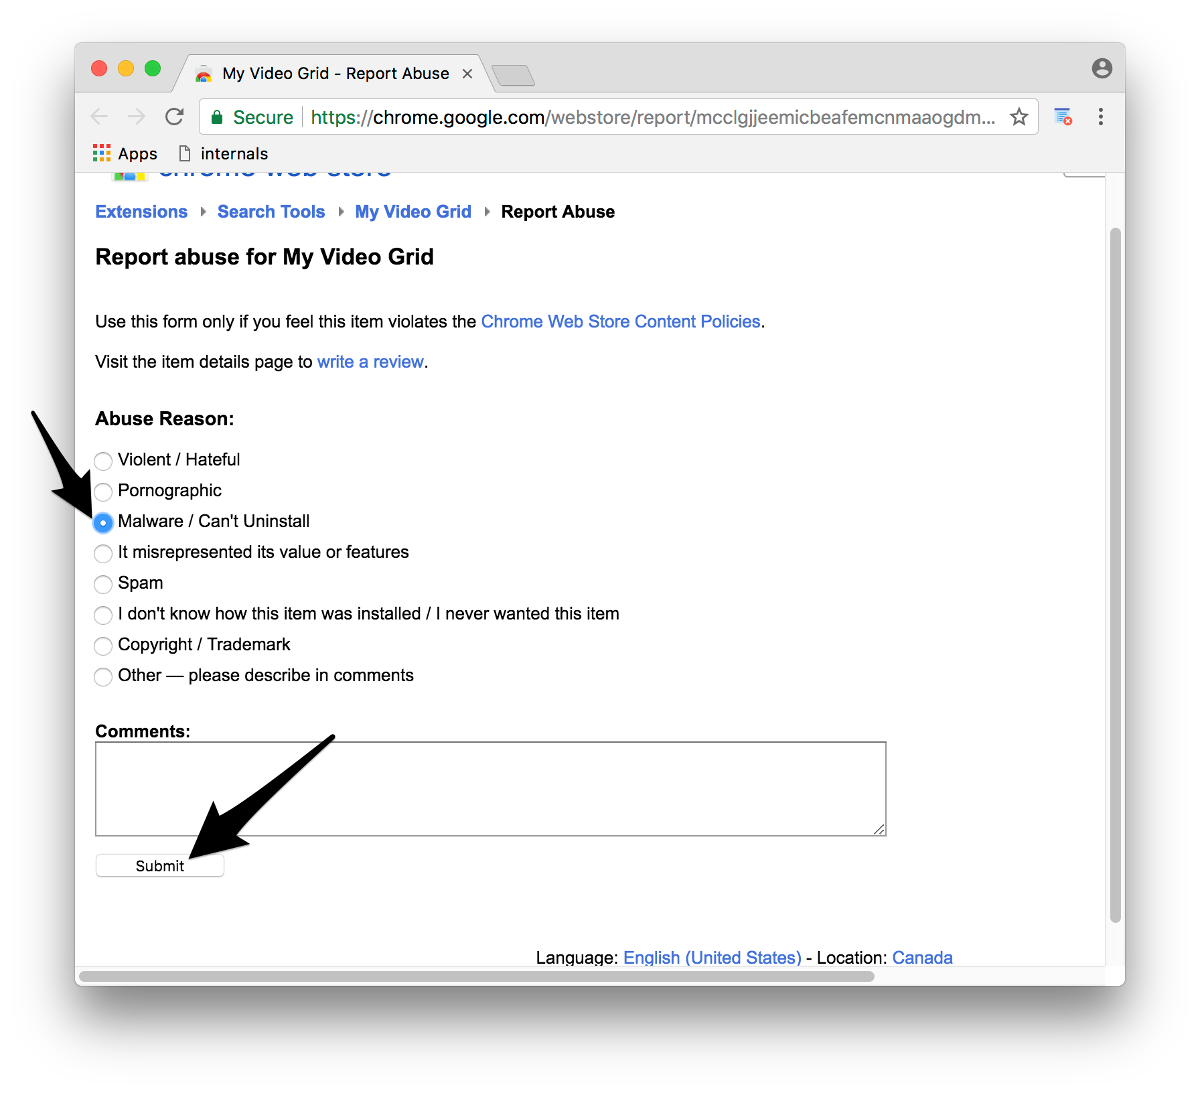 My Video Grid - Report Abuse
Secure https://chrome.google.com/webstore/report/mcclgjjeemicbeafemcnmaaogdm...
Apps internals
chrome web store
Extensions Search Tools My Video Grid Report Abuse
Report abuse for My Video Grid
Use this form only if you feel this item violates the Chrome Web Store Content Policies.
Visit the item details page to write a review.
Abuse Reason:
Violent / Hateful
Pornographic
Malware / Can't Uninstall
It misrepresented its value or features
Spam
I don't know how this item was installed / I never wanted this item
Copyright / Trademark
Other — please describe in comments
Comments:
Submit
Language: English (United States) - Location: Canada